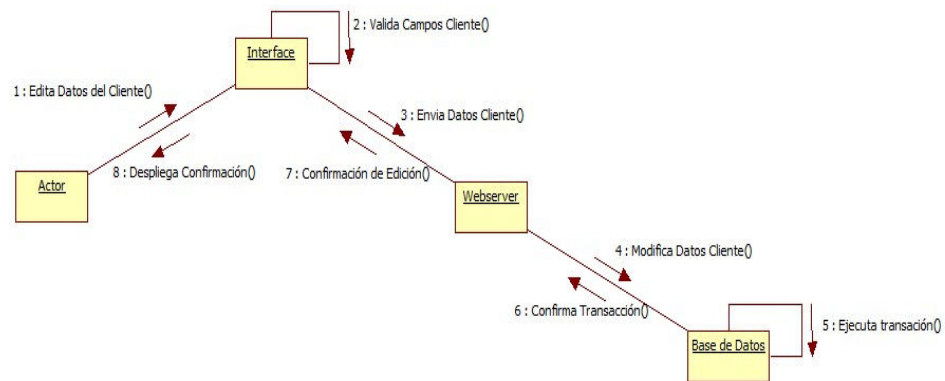 2 : Valida Campos Cliente()
Interface
1 : Edita Datos del Cliente()
3 : Envia Datos Cliente()
8 : Despliega Confirmación()
7 : Confirmación de Edición()
Actor
Webserver
4 : Modifica Datos Cliente()
6 : Confirma Transacción()
5 : Ejecuta transación()
Base de Datos